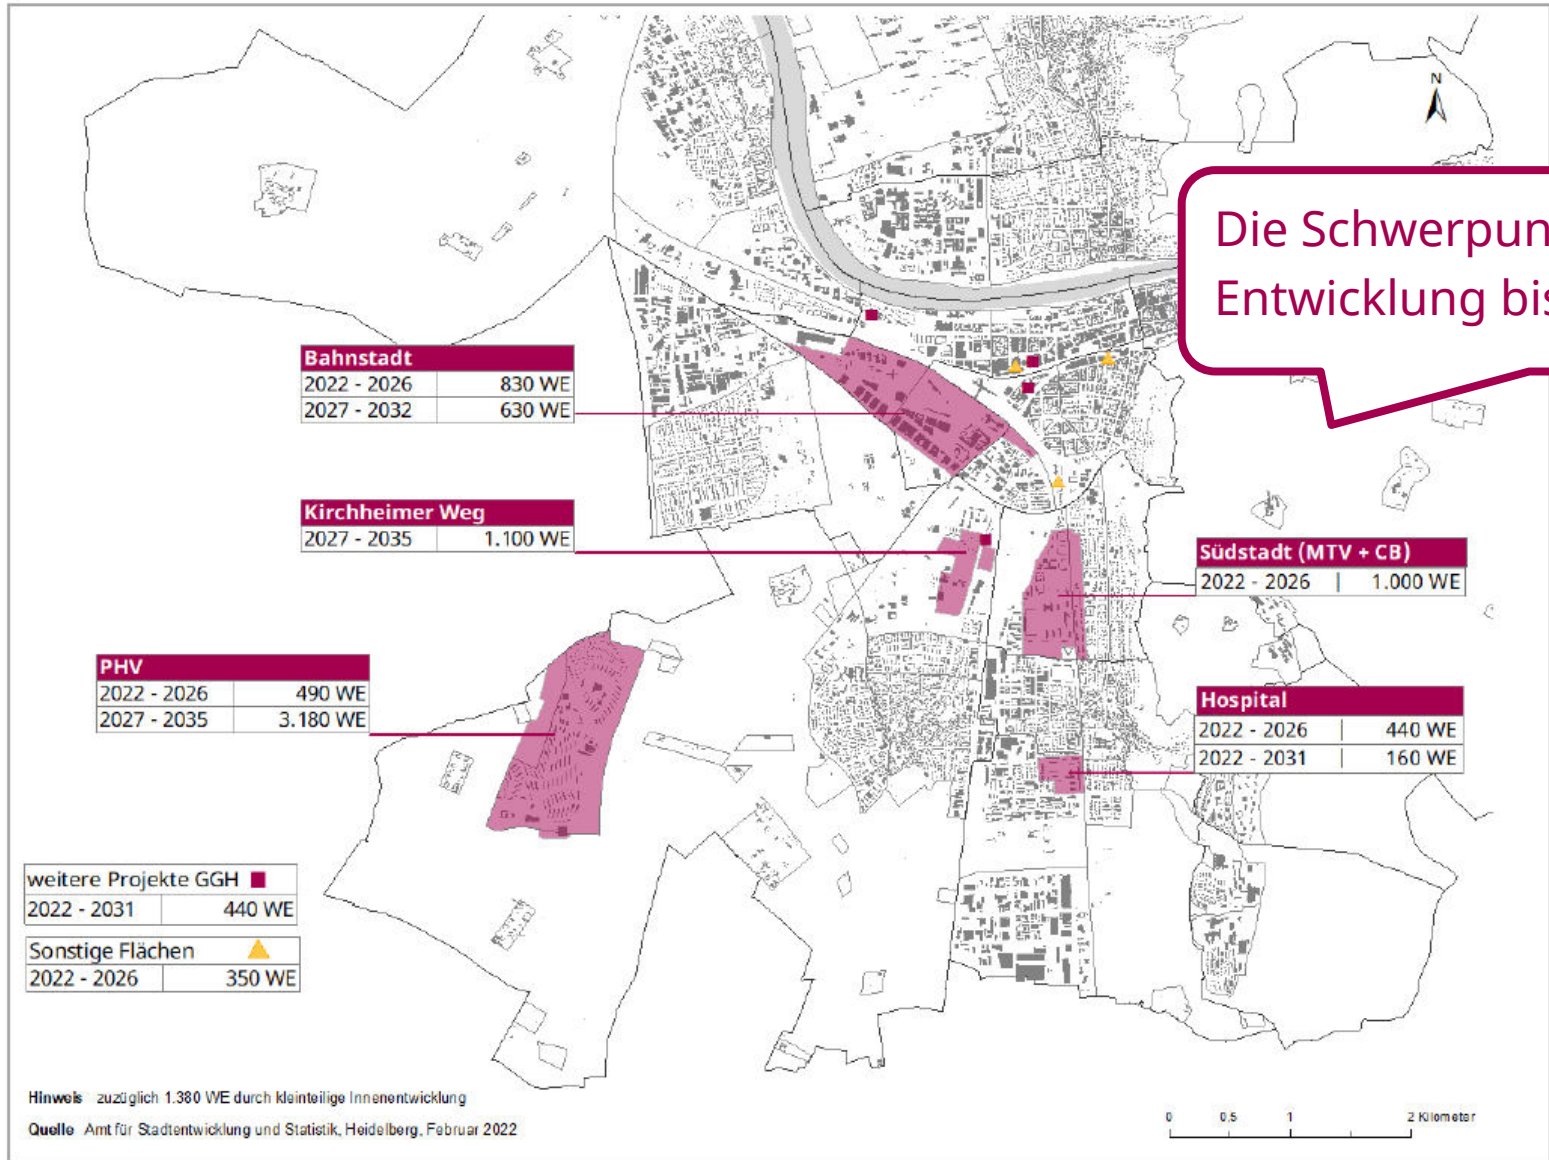 N
Die Schwerpun
Entwicklung bis
Bahnstadt
2022 - 2026 830 WE
2027 - 2032 630 WE
Kirchheimer Weg
2027 - 2035 1.100 WE
Südstadt (MTV + CB)
2022 - 2026 | 1.000 WE
PHV
2022 - 2026 490 WE
2027 - 2035 3.180 WE
Hospital
2022 - 2026 | 440 WE
2022 - 2031 | 160 WE
weitere Projekte GGH
2022 - 2031 440 WE
Sonstige Flächen
2022 - 2026 350 WE
Hinweis zuzüglich 1.380 WE durch kleinteilige Innenentwicklung
Quelle Amt für Stadtentwicklung und Statistik, Heidelberg, Februar 2022
0 0,5 1 2 Kilometer